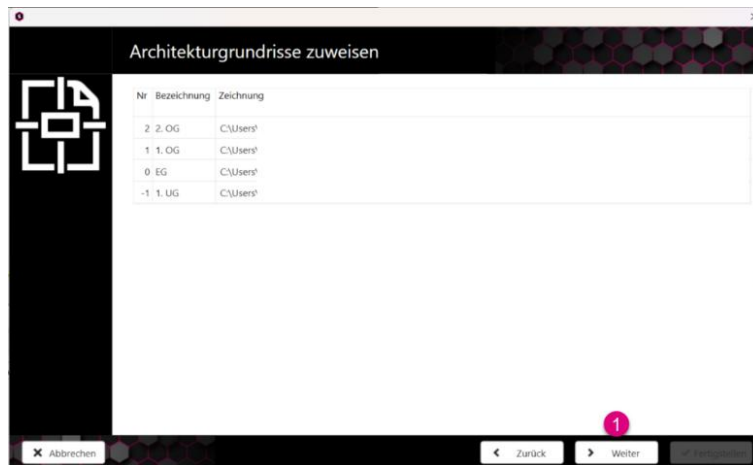 Architekturgrundrisse zuweisen
Nr Bezeichnung Zeichnung
2 2. OG C:\Users\
1 1. OG C:\Users\
0 EG C:\Users\
-1 1. UG C:\Users\
1
Abbrechen Zurück Weiter Fertigstellen